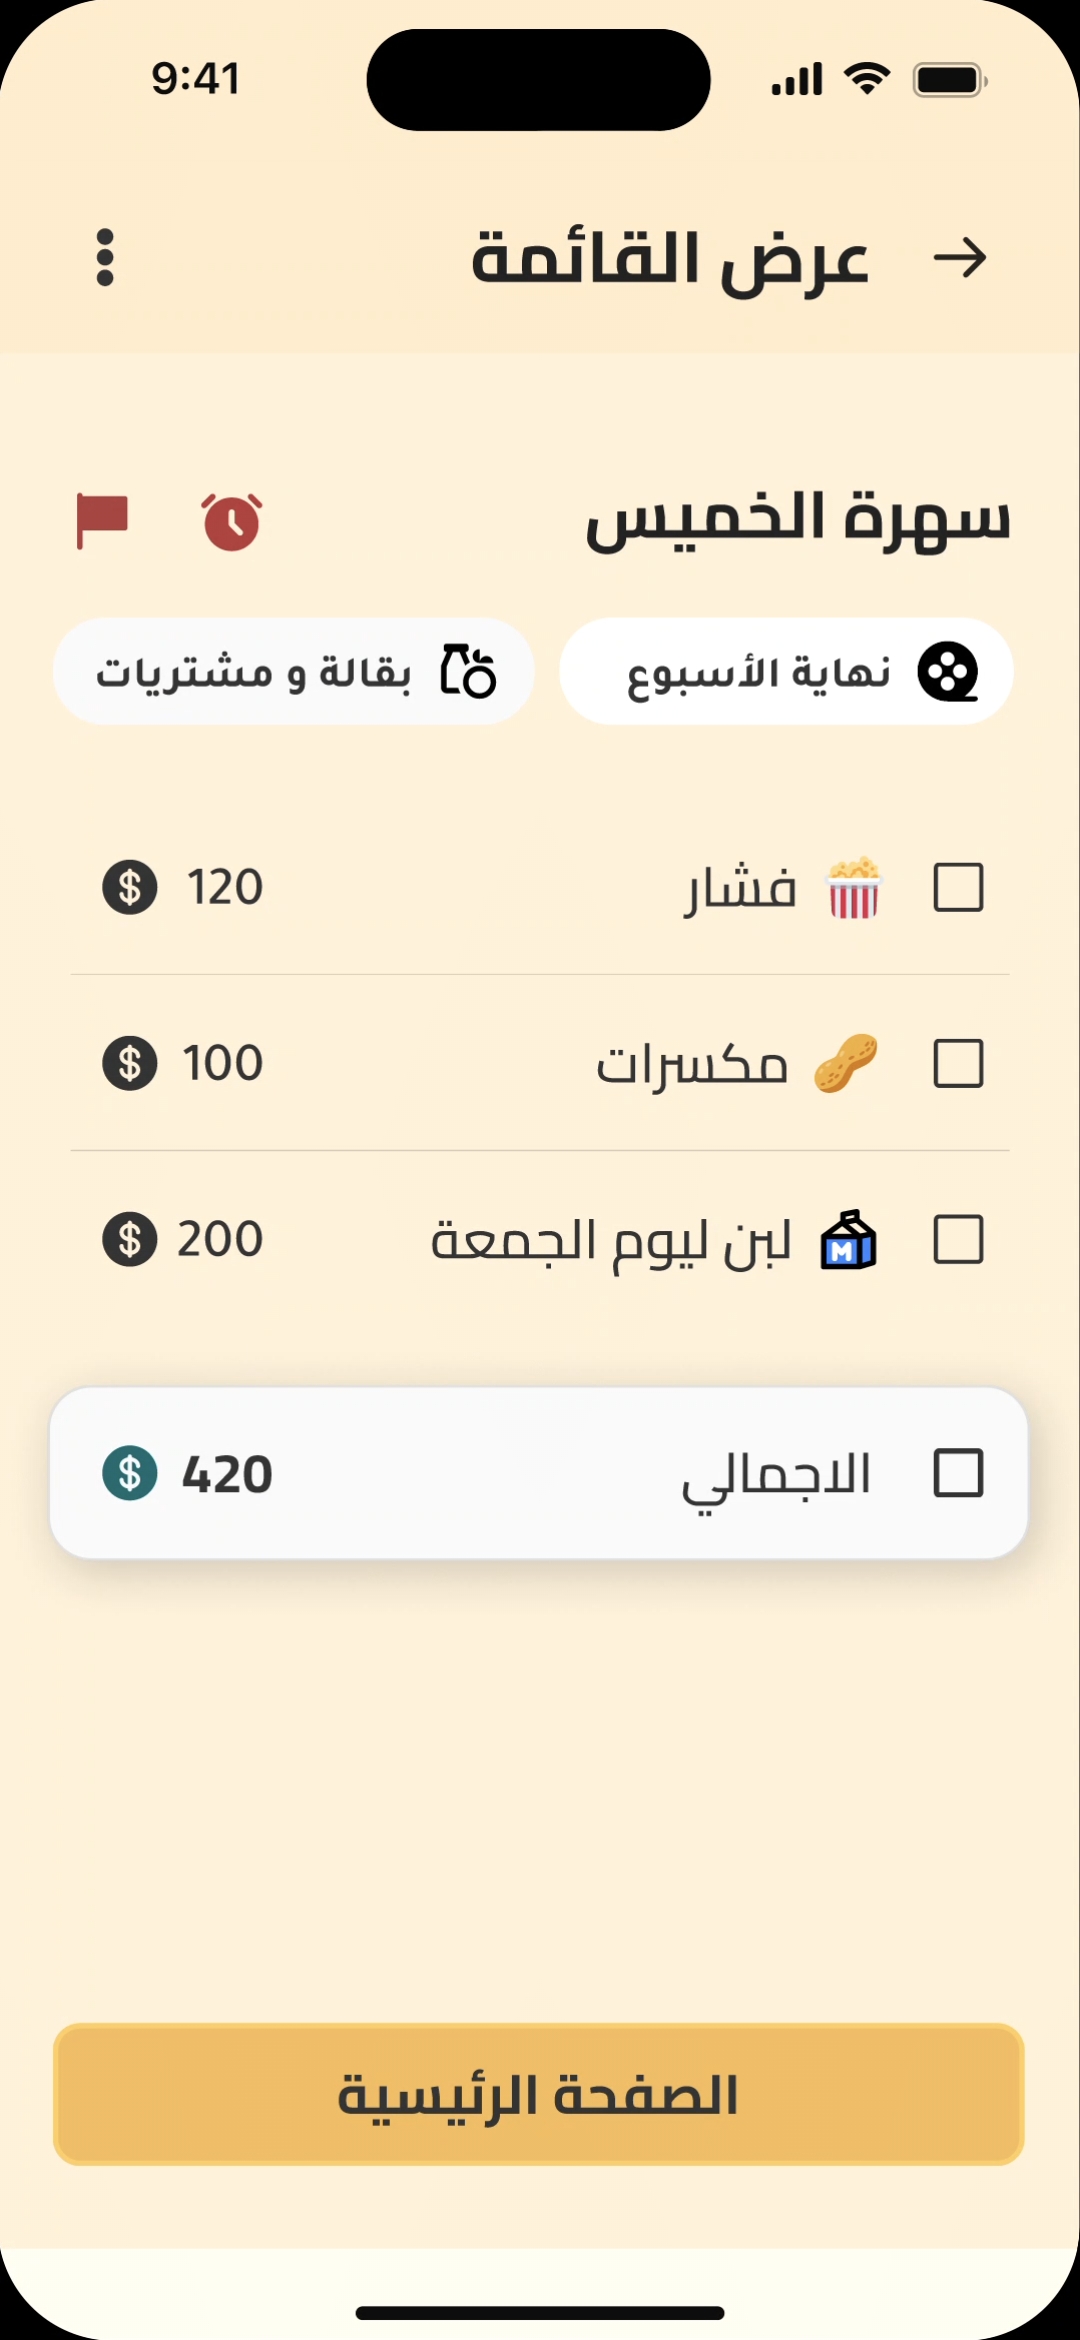 9:41
عرض القائمة
سهرة الخميس
نهاية الأسبوع
بقالة و مشتريات
فشار 120 $
مكسرات 100 $
M
لبن ليوم الجمعة 200 $
الاجمالي 420 $
الصفحة الرئيسية